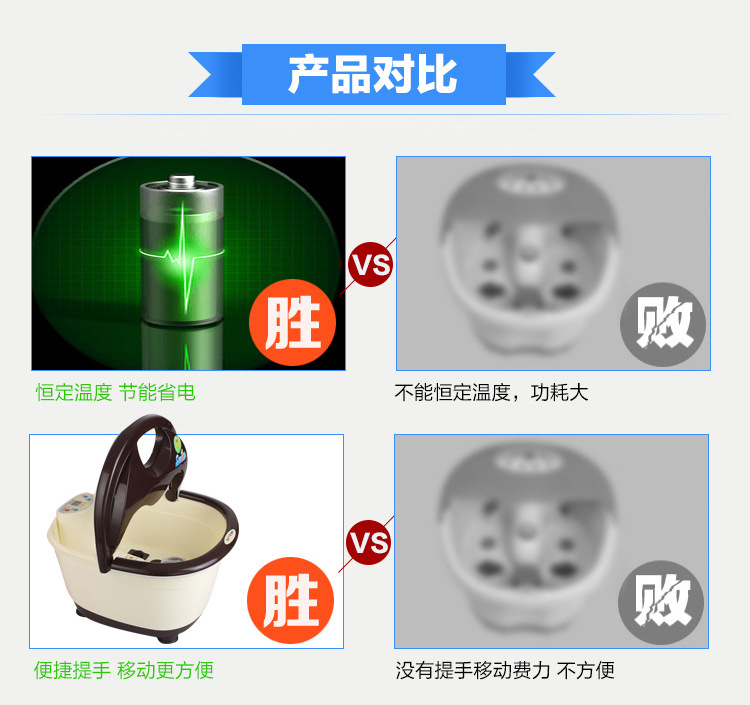 产品对比
VS
胜
败
恒定温度 节能省电
不能恒定温度，功耗大
VS
胜
败
便捷提手 移动更方便
没有提手移动费力 不方便